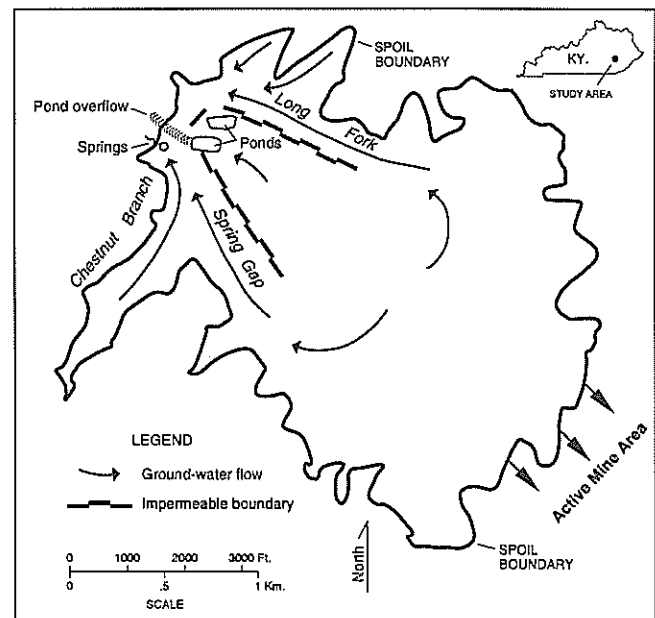 SPOIL
BOUNDARY
KY.
STUDY AREA
Pond overflow
Long
Fork
Ponds
Springs
Chestnut Branch
Spring Gap
LEGEND
Ground-water flow
Impermeable boundary
Active Mine Area
0 1000 2000 3000 Ft.
0 .5 1 Km.
SCALE
North
SPOIL
BOUNDARY